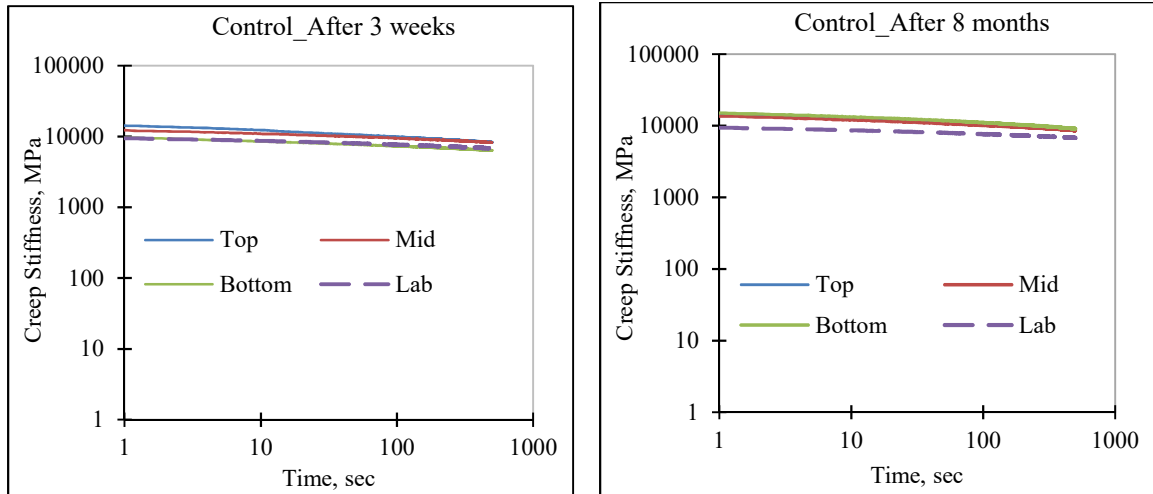 Control_After 3 weeks
100000
10000
1000
100
10
1
Creep Stiffness, MPa
Top
Mid
Bottom
Lab
1 10 100 1000
Time, sec
Control_After 8 months
100000
10000
1000
100
10
1
Creep Stiffness, MPa
Top
Mid
Bottom
Lab
1 10 100 1000
Time, sec